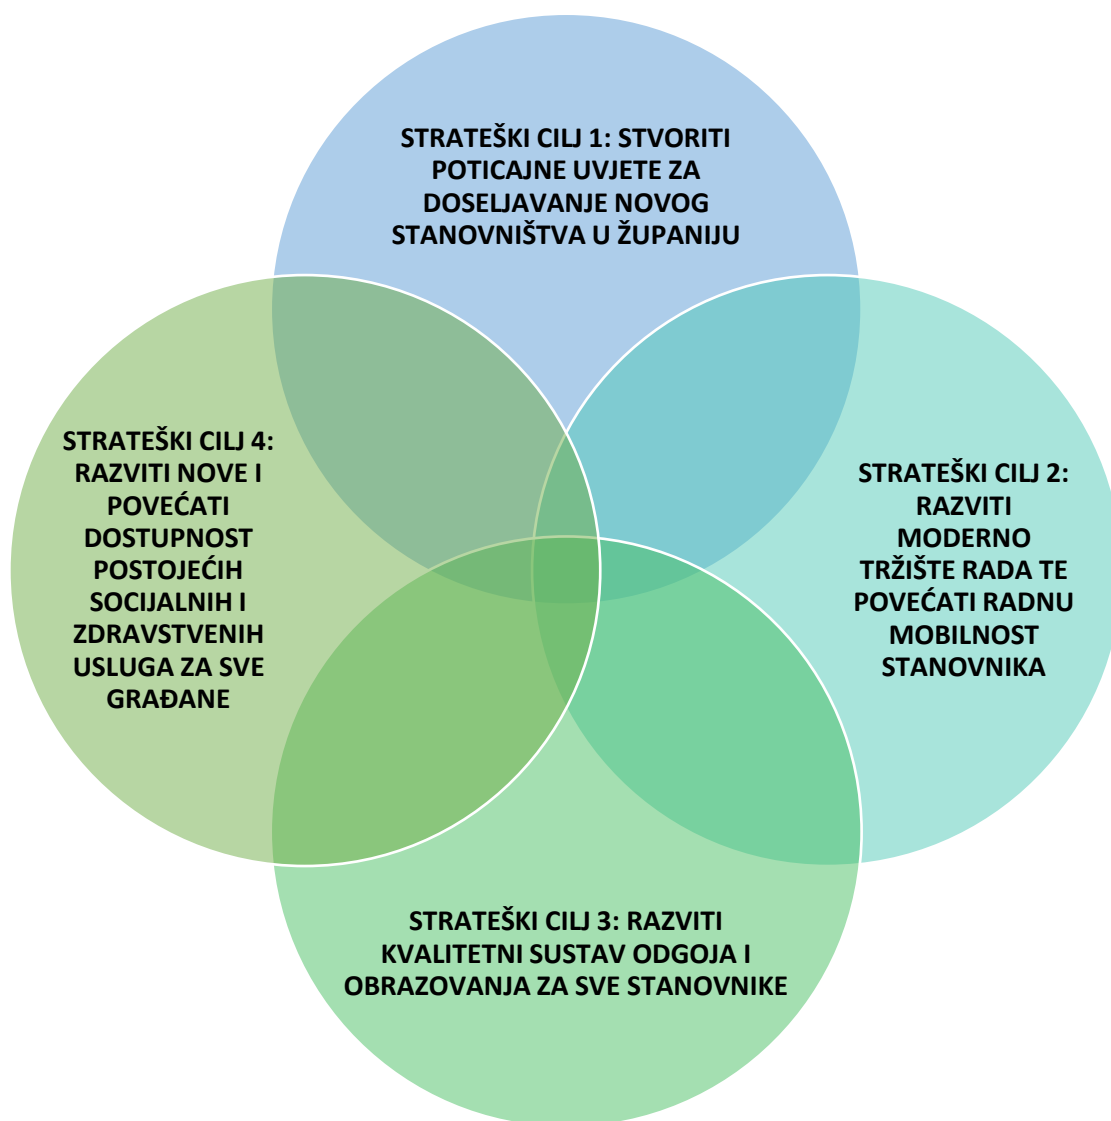 STRATEŠKI CILJ 1: STVORITI
POTICAJNE UVJETE ZA
DOSELJAVANJE NOVOG
STANOVNIŠTVA U ŽUPANIJU
STRATEŠKI CILJ 2:
RAZVITI
MODERNO
TRŽIŠTE RADA TE
POVEĆATI RADNU
MOBILNOST
STANOVNIKA
STRATEŠKI CILJ 3: RAZVITI
KVALITETNI SUSTAV ODGOJA I
OBRAZOVANJA ZA SVE STANOVNIKE
STRATEŠKI CILJ 4:
RAZVITI NOVE I
POVEĆATI
DOSTUPNOST
POSTOJEĆIH
SOCIJALNIH I
ZDRAVSTVENIH
USLUGA ZA SVE
GRAĐANE